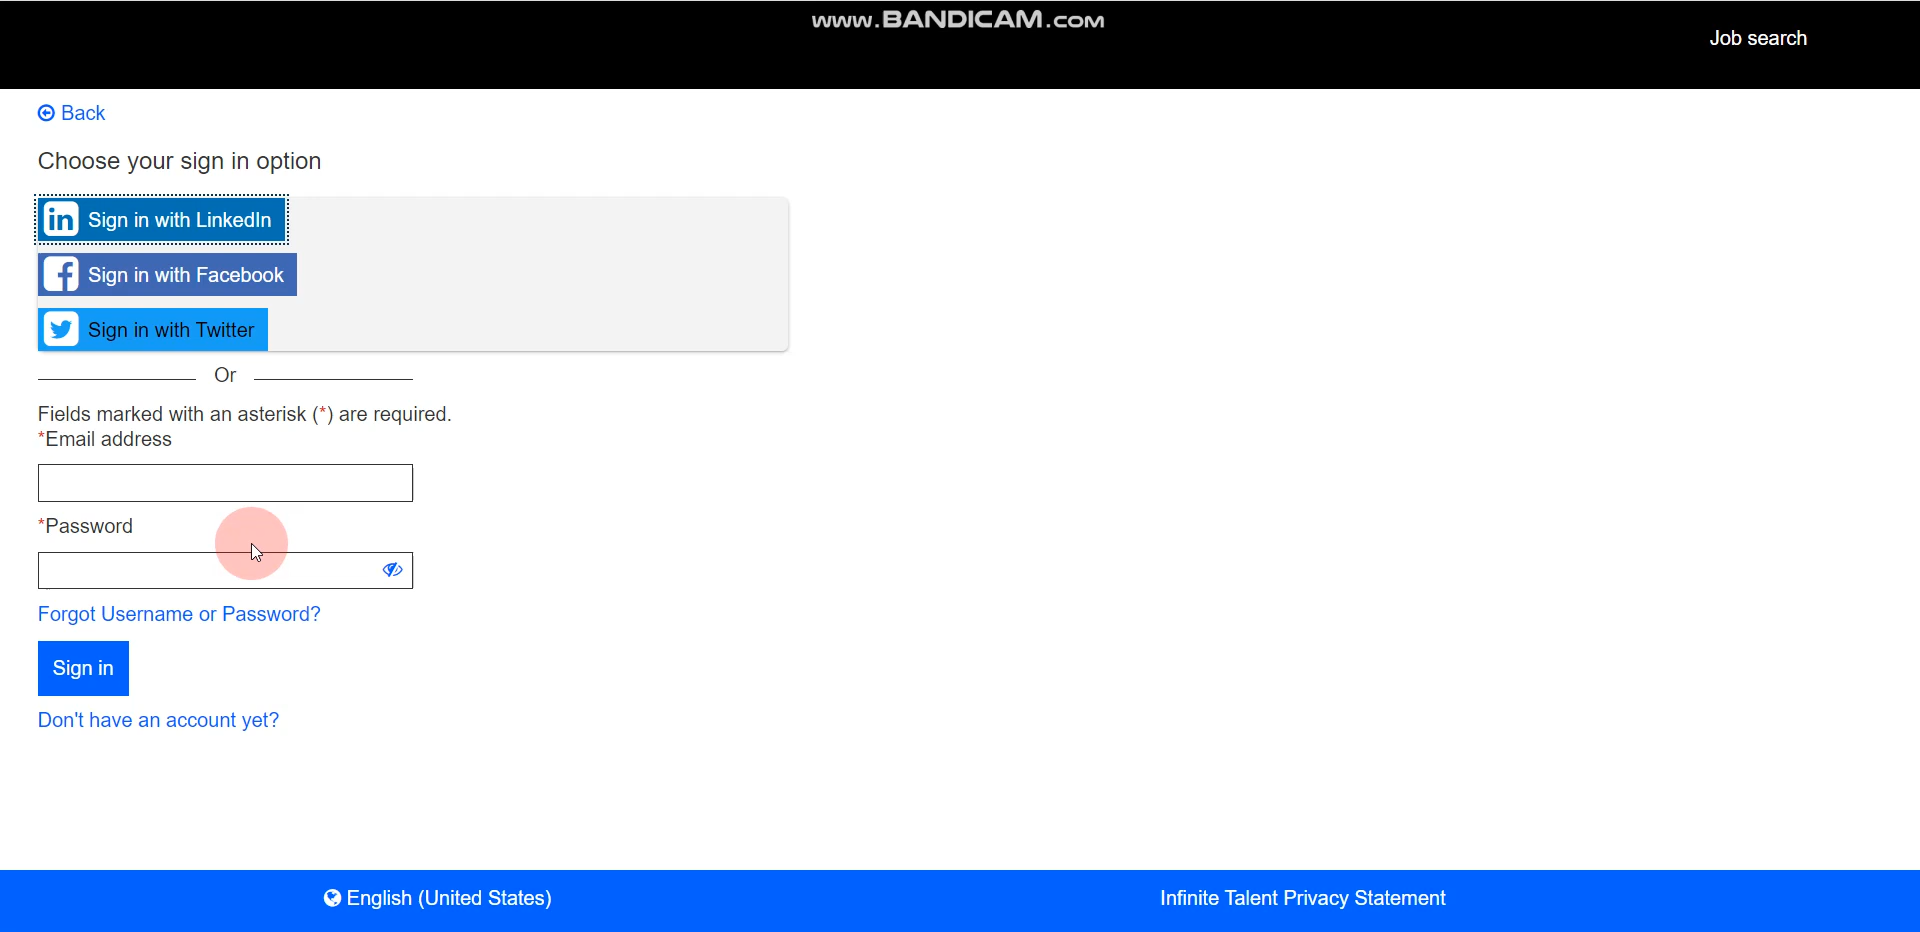 www.BANDICAM.COM
Job search
Back
Choose your sign in option
in Sign in with LinkedIn
f Sign in with Facebook
Sign in with Twitter
Or
Fields marked with an asterisk (*) are required.
*Email address
*Password
Forgot Username or Password?
Sign in
Don't have an account yet?
English (United States)
Infinite Talent Privacy Statement